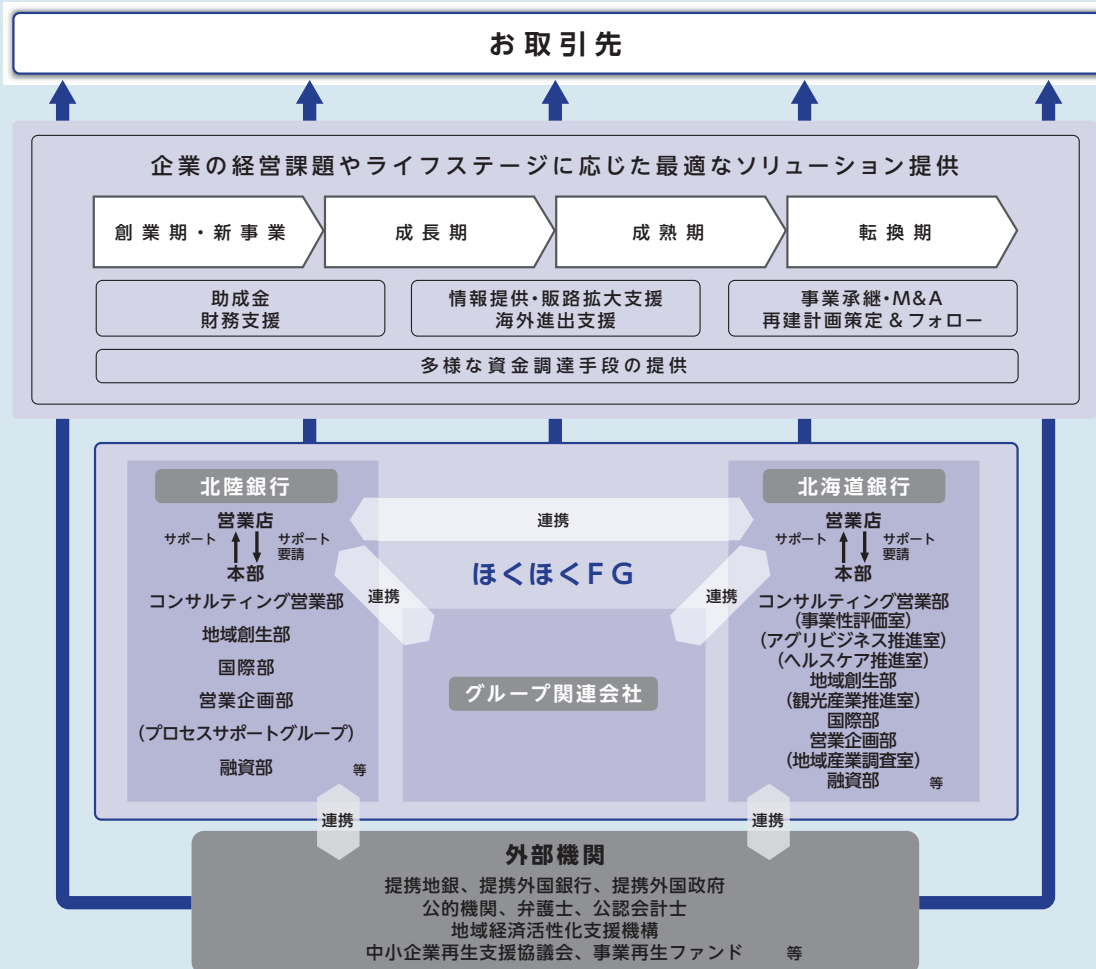 お取引先
企業の経営課題やライフステージに応じた最適なソリューション提供
創業期・新事業
成長期
成熟期
転換期
助成金
財務支援
情報提供・販路拡大支援
海外進出支援
事業承継・M&A
再建計画策定&フォロー
多様な資金調達手段の提供
北陸銀行
営業店
サポート
サポート
要請
本部
コンサルティング営業部
地域創生部
国際部
営業企画部
(プロセスサポートグループ)
融資部 等
連携
ほくほくFG
連携
連携
グループ関連会社
北海道銀行
営業店
サポート
サポート
要請
本部
コンサルティング営業部
(事業性評価室)
(アグリビジネス推進室)
(ヘルスケア推進室)
地域創生部
(観光産業推進室)
国際部
営業企画部
(地域産業調査室)
融資部 等
連携
連携
外部機関
提携地銀、提携外国銀行、提携外国政府
公的機関、弁護士、公認会計士
地域経済活性化支援機構
中小企業再生支援協議会、事業再生ファンド 等